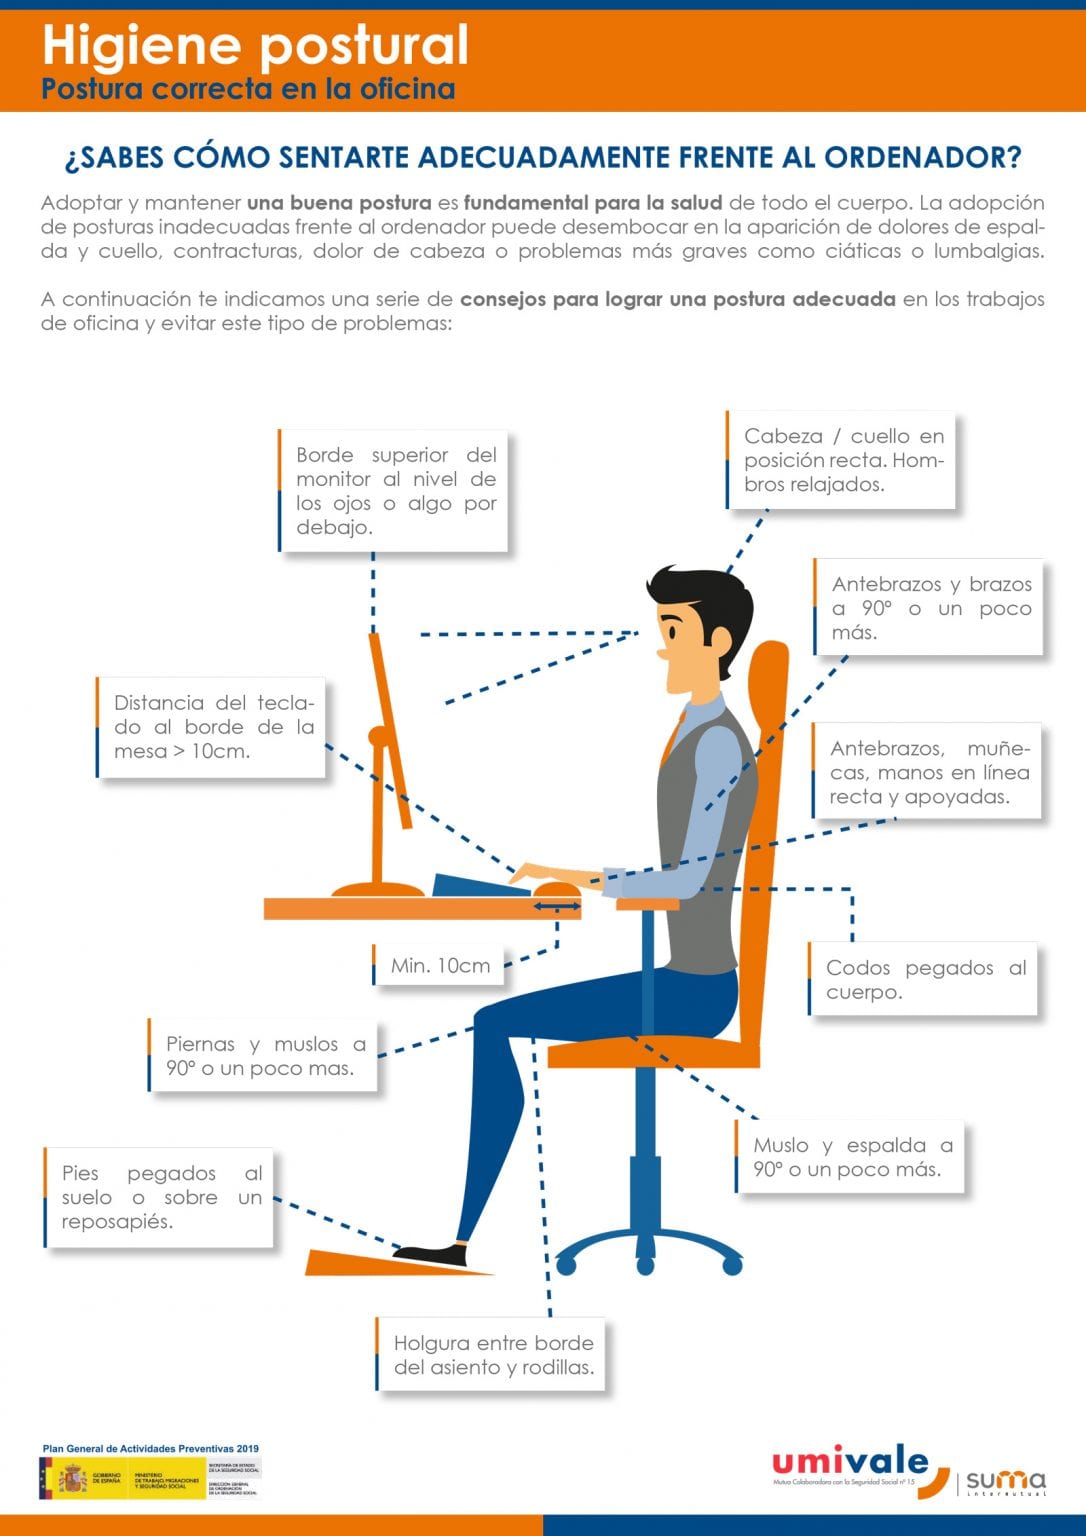 Higiene postural
Postura correcta en la oficina
¿SABES CÓMO SENTARTE ADECUADAMENTE FRENTE AL ORDENADOR?
Adoptar y mantener una buena postura es fundamental para la salud de todo el cuerpo. La adopción
de posturas inadecuadas frente al ordenador puede desembocar en la aparición de dolores de espal-
da y cuello, contracturas, dolor de cabeza o problemas más graves como ciáticas o lumbalgias.
A continuación te indicamos una serie de consejos para lograr una postura adecuada en los trabajos
de oficina y evitar este tipo de problemas:
Cabeza / cuello en
posición recta. Hom-
bros relajados.
Borde superior del
monitor al nivel de
los ojos o algo por
debajo.
Antebrazos y brazos
a 90º o un poco
más.
Distancia del tecla-
do al borde de la
mesa > 10cm.
Antebrazos, muñe-
cas, manos en línea
recta y apoyadas.
Min. 10cm
Codos pegados al
cuerpo.
Piernas y muslos a
90º o un poco mas.
Muslo y espalda a
90º o un poco más.
Pies pegados al
suelo o sobre un
reposapiés.
Holgura entre borde
del asiento y rodillas.
Plan General de Actividades Preventivas 2019
GOBIERNO
DE ESPAÑA
MINISTERIO
DE TRABAJO, MIGRACIONES
Y SEGURIDAD SOCIAL
SECRETARÍA DE ESTADO
DE LA SEGURIDAD SOCIAL
DIRECCIÓN GENERAL
DE ORDENACIÓN
DE LA SEGURIDAD SOCIAL
umivale
Mutua Colaboradora con la Seguridad Social nº 15
suma
intermutual